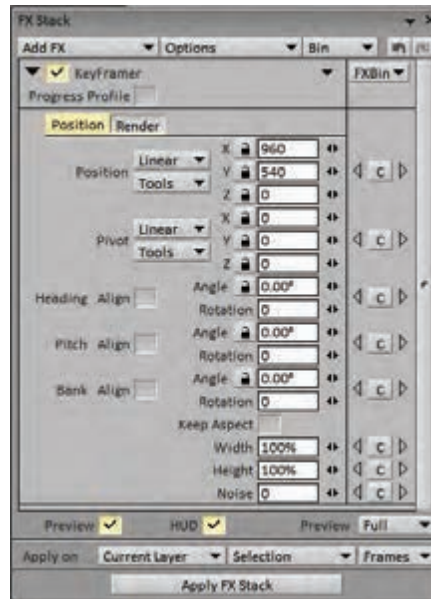 FX Stack
Add FX Options Bin
KeyFramer FXBin
Progress Profile
Position Render
X 960
Linear
Position Y 540
Tools
Z 0
X 0
Linear
Pivot Y 0
Tools
Z 0
Angle 0.00°
Heading Align
Rotation 0
Angle 0.00°
Pitch Align
Rotation 0
Angle 0.00°
Bank Align
Rotation 0
Keep Aspect
Width 100% C
Height 100% C
Noise 0 C
Preview HUD Preview Full
Apply on Current Layer Selection Frames
Apply FX Stack